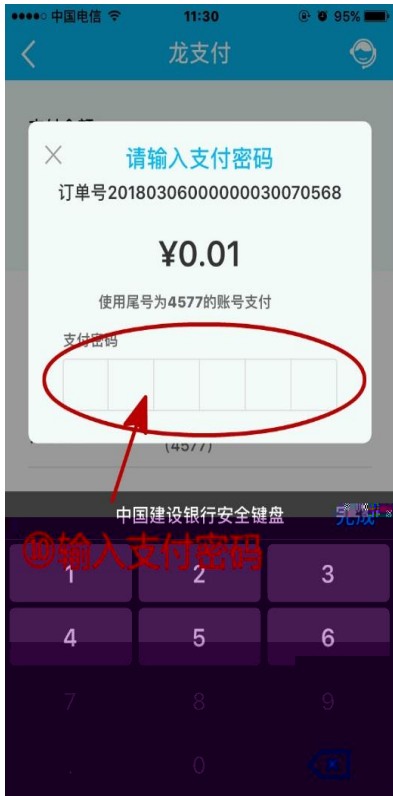 中国电信 11:30 95%
龙支付
请输入支付密码
订单号20180306000000030070568
¥0.01
使用尾号为4577的账号支付
支付密码
(4577)
中国建设银行安全键盘 完成
⑩输入支付密码
1 2 3
4 5 6
7 8 9
. 0